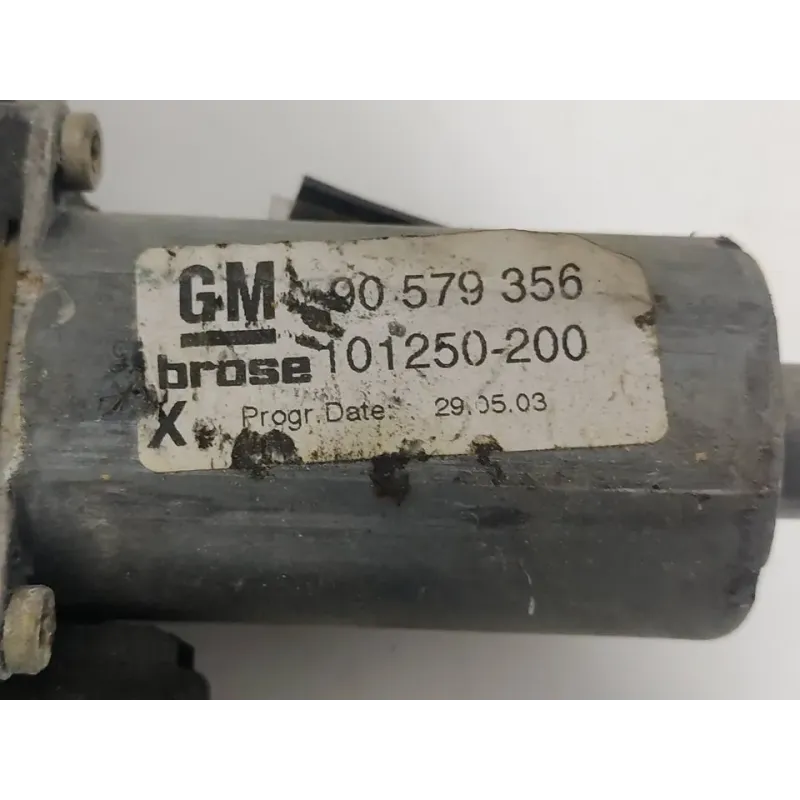 GM 90 579 356
brose 101250-200
X Progr.Date: 29.05.03